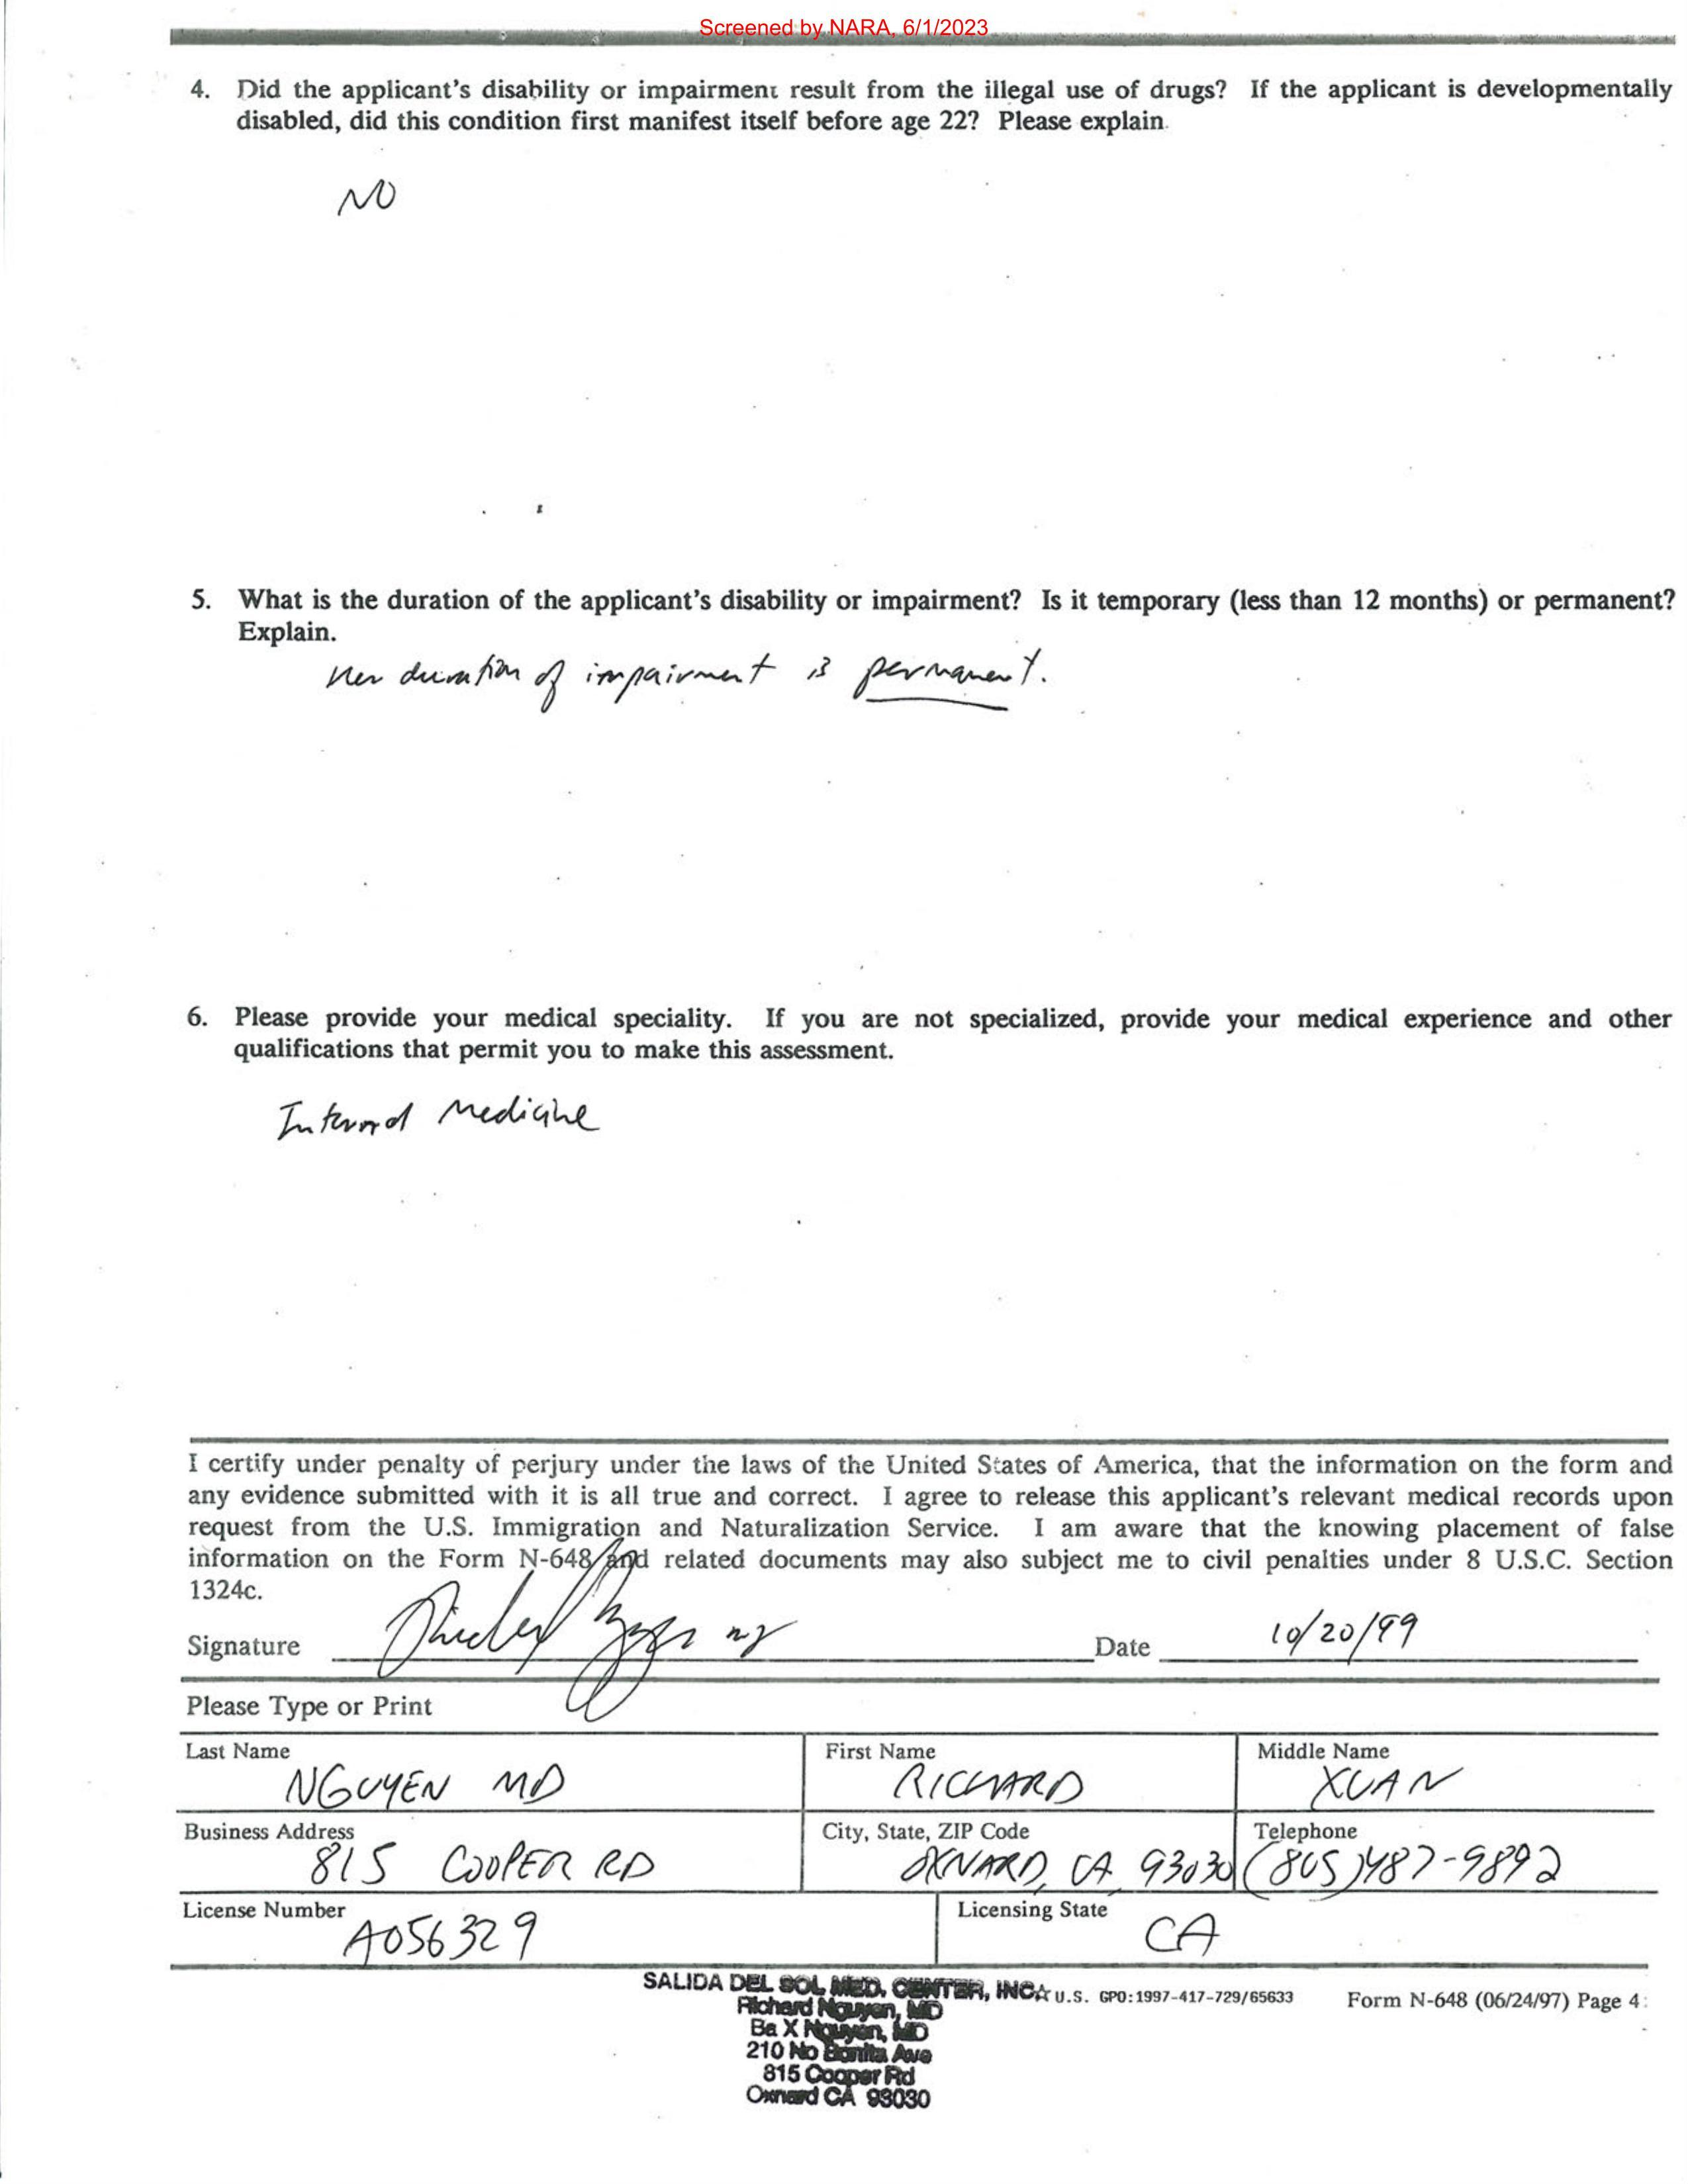 Screened by NARA, 6/1/2023
4. Did the applicant's disability or impairment result from the illegal use of drugs? If the applicant is developmentally
disabled, did this condition first manifest itself before age 22? Please explain.
NO
5. What is the duration of the applicant's disability or impairment? Is it temporary (less than 12 months) or permanent?
Explain.
Her duration of impairment is permanent.
6. Please provide your medical speciality. If you are not specialized, provide your medical experience and other
qualifications that permit you to make this assessment.
Internal Medicine
I certify under penalty of perjury under the laws of the United States of America, that the information on the form and
any evidence submitted with it is all true and correct. I agree to release this applicant's relevant medical records upon
request from the U.S. Immigration and Naturalization Service. I am aware that the knowing placement of false
information on the Form N-648 and related documents may also subject me to civil penalties under 8 U.S.C. Section
1324c.
Signature Date 10/20/99
Please Type or Print
Last Name First Name Middle Name
NGUYEN MD RICHARD XUAN
Business Address City, State, ZIP Code Telephone
815 COOPER RD OXNARD, CA 93030 (805)487-9892
License Number Licensing State
A056329 CA
SALIDA DEL SOL MED. CENTER, INC ☆ U.S. GPO:1997-417-729/65633 Form N-648 (06/24/97) Page 4
Richard Nguyen, MD
Ba X Nguyen, MD
210 No Bonita Ave
815 Cooper Rd
Oxnard CA 93030